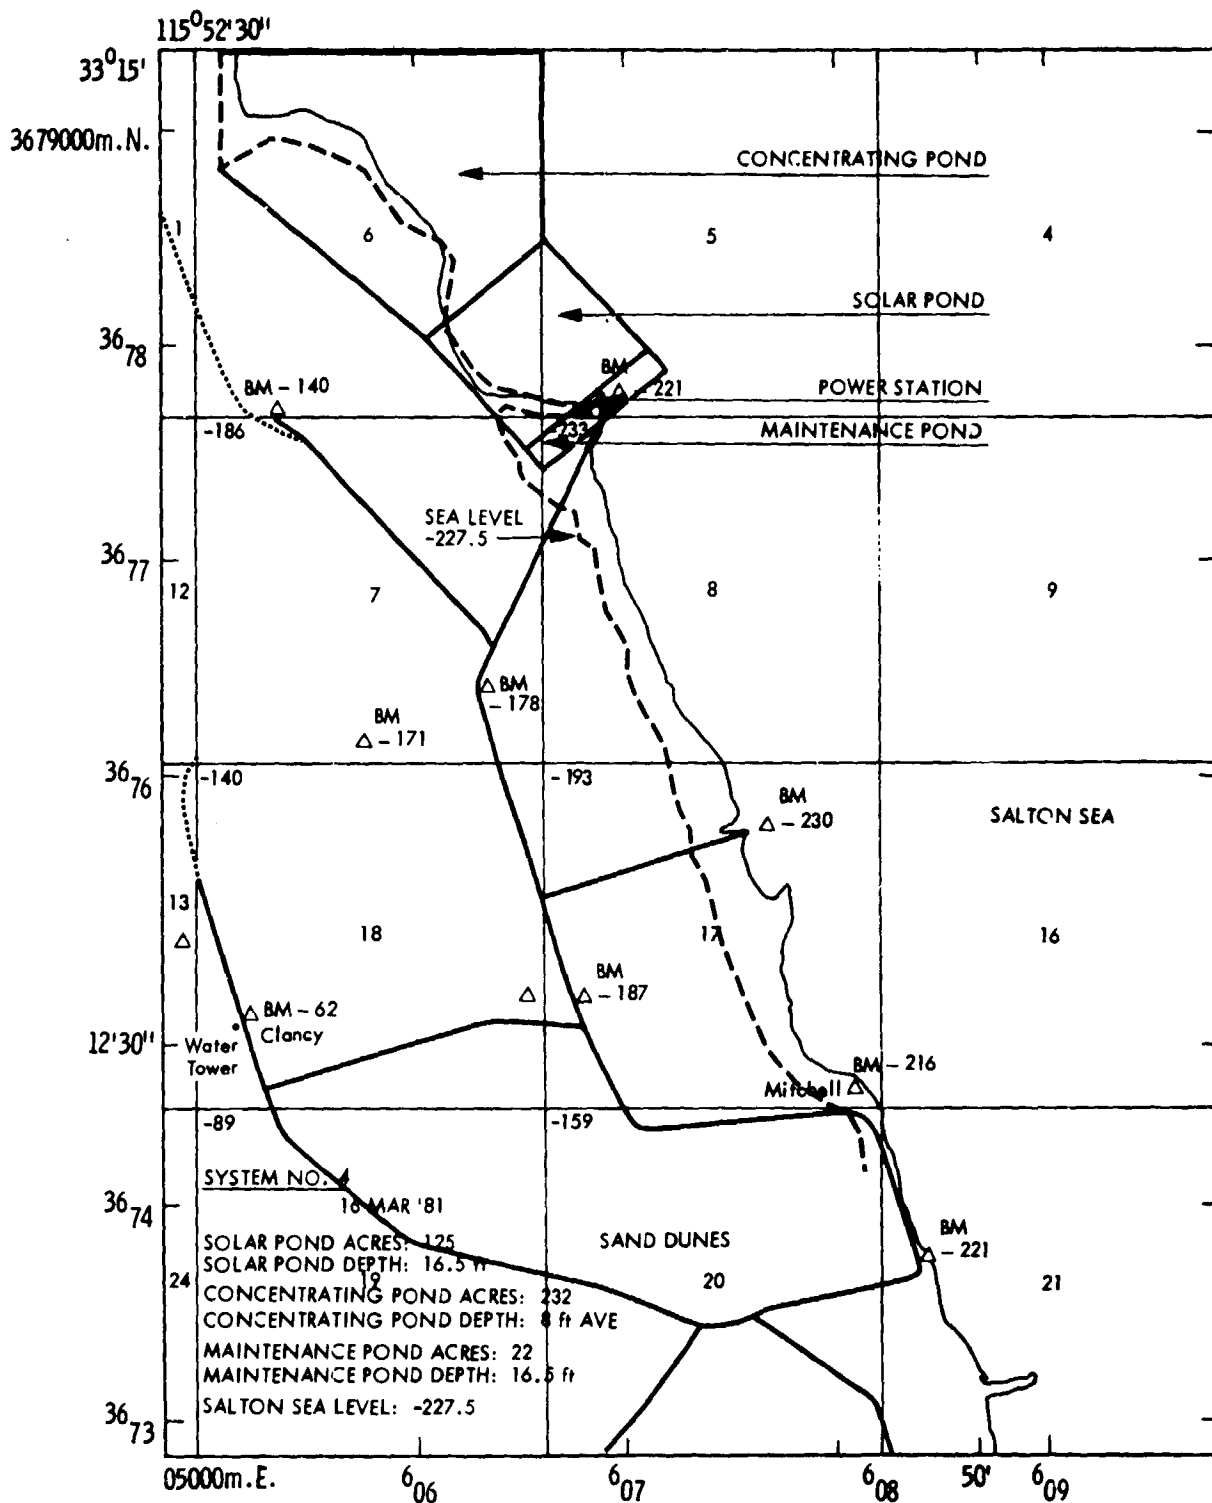 115°52'30"
33°15'
3679000m.N.
CONCENTRATING POND
1
6
5
4
SOLAR POND
36 78
BM
BM - 140
- 221
POWER STATION
-186
-233
MAINTENANCE POND
SEA LEVEL
-227.5
36 77
12
7
8
9
BM
- 178
BM
- 171
36 76
-140
- 193
BM
- 230
SALTON SEA
13
18
17
16
BM
- 187
BM - 62
Clancy
Water
Tower
12'30"
BM - 216
Mitchell
-89
-159
SYSTEM NO. 4
16 MAR '81
36 74
SOLAR POND ACRES: 125
SAND DUNES
BM
- 221
SOLAR POND DEPTH: 16.5 ft
24
19
20
21
CONCENTRATING POND ACRES: 232
CONCENTRATING POND DEPTH: 8 ft AVE
MAINTENANCE POND ACRES: 22
MAINTENANCE POND DEPTH: 16.5 ft
SALTON SEA LEVEL: -227.5
36 73
05000m.E.
6 06
6 07
6 08
50'
6 09